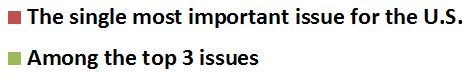 The single most important issue for the U.S.
Among the top 3 issues